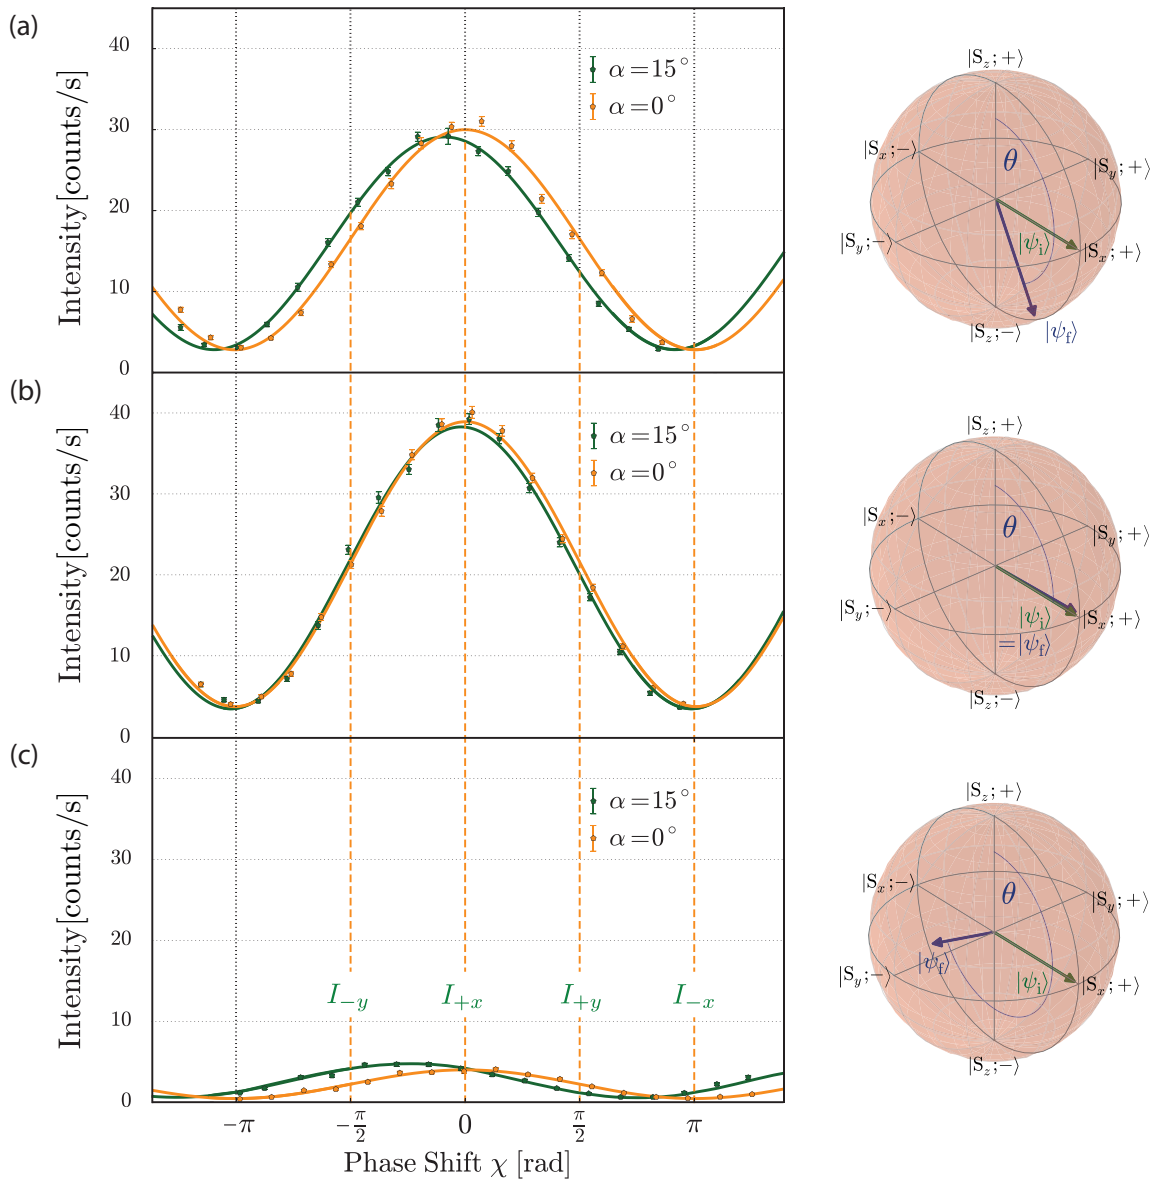 (a)
Intensity [counts/s]
40
30
20
10
0
α=15°
α=0°
|S_z;+⟩
|S_x;−⟩
θ
|S_y;+⟩
|S_y;−⟩
|ψ_i⟩
|S_x;+⟩
|S_z;−⟩
|ψ_f⟩
(b)
Intensity [counts/s]
40
30
20
10
0
α=15°
α=0°
|S_z;+⟩
|S_x;−⟩
θ
|S_y;+⟩
|S_y;−⟩
|ψ_i⟩
|S_x;+⟩
=|ψ_f⟩
|S_z;−⟩
(c)
Intensity [counts/s]
40
30
20
10
0
α=15°
α=0°
I_{−y} I_{+x} I_{+y} I_{−x}
−π −π/2 0 π/2 π
Phase Shift χ [rad]
|S_z;+⟩
|S_x;−⟩
θ
|S_y;+⟩
|S_y;−⟩
|ψ_f⟩
|ψ_i⟩
|S_x;+⟩
|S_z;−⟩